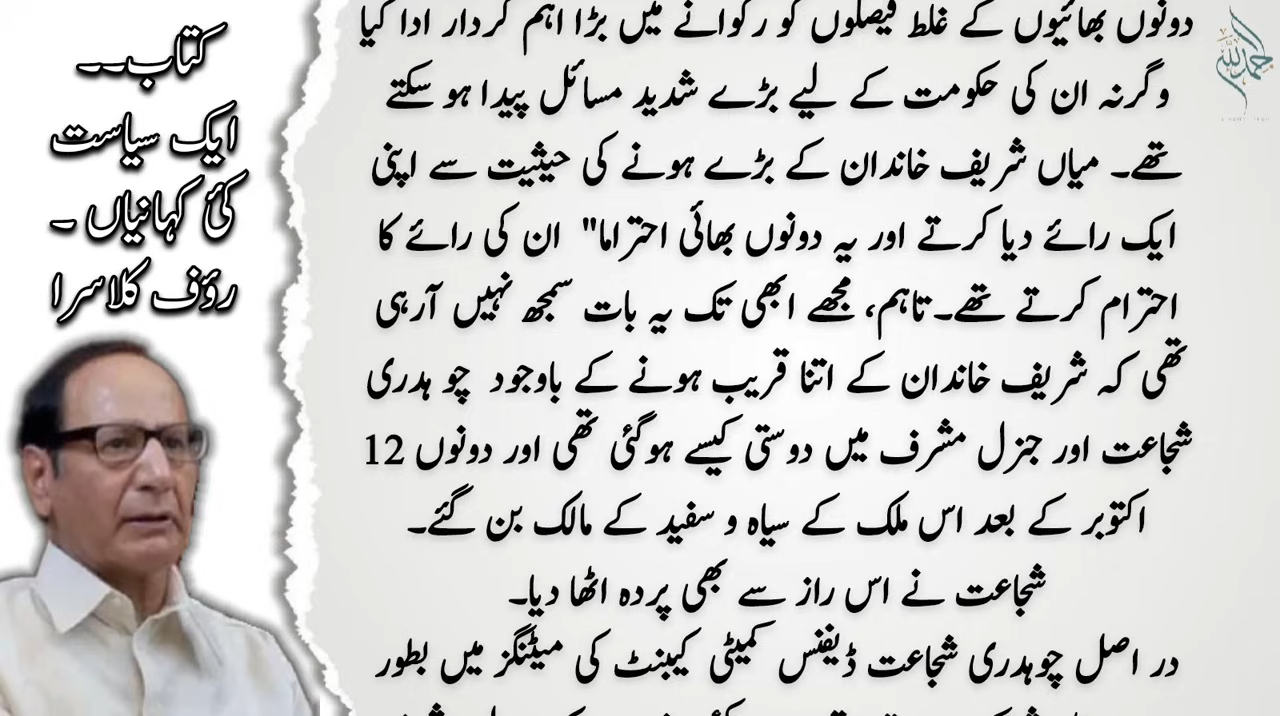 کتاب۔۔
ایک سیاست
کئ کہانیاں ۔
رؤف کلاسرا
دونوں بھائیوں کے غلط فیصلوں کو رکوانے میں بڑا اہم کردار ادا کیا
وگرنہ ان کی حکومت کے لیے بڑے شدید مسائل پیدا ہو سکتے
تھے۔ میاں شریف خاندان کے بڑے ہونے کی حیثیت سے اپنی
ایک رائے دیا کرتے اور یہ دونوں بھائی احتراما" ان کی رائے کا
احترام کرتے تھے۔ تاہم، مجھے ابھی تک یہ بات سمجھ نہیں آرہی
تھی کہ شریف خاندان کے اتنا قریب ہونے کے باوجود چو ہدری
شجاعت اور جنرل مشرف میں دوستی کیسے ہوگئی تھی اور دونوں 12
اکتوبر کے بعد اس ملک کے سیاہ و سفید کے مالک بن گئے۔
شجاعت نے اس راز سے بھی پردہ اٹھا دیا۔
در اصل چوہدری شجاعت ڈیفنس کمیٹی کیبنٹ کی میٹنگز میں بطور